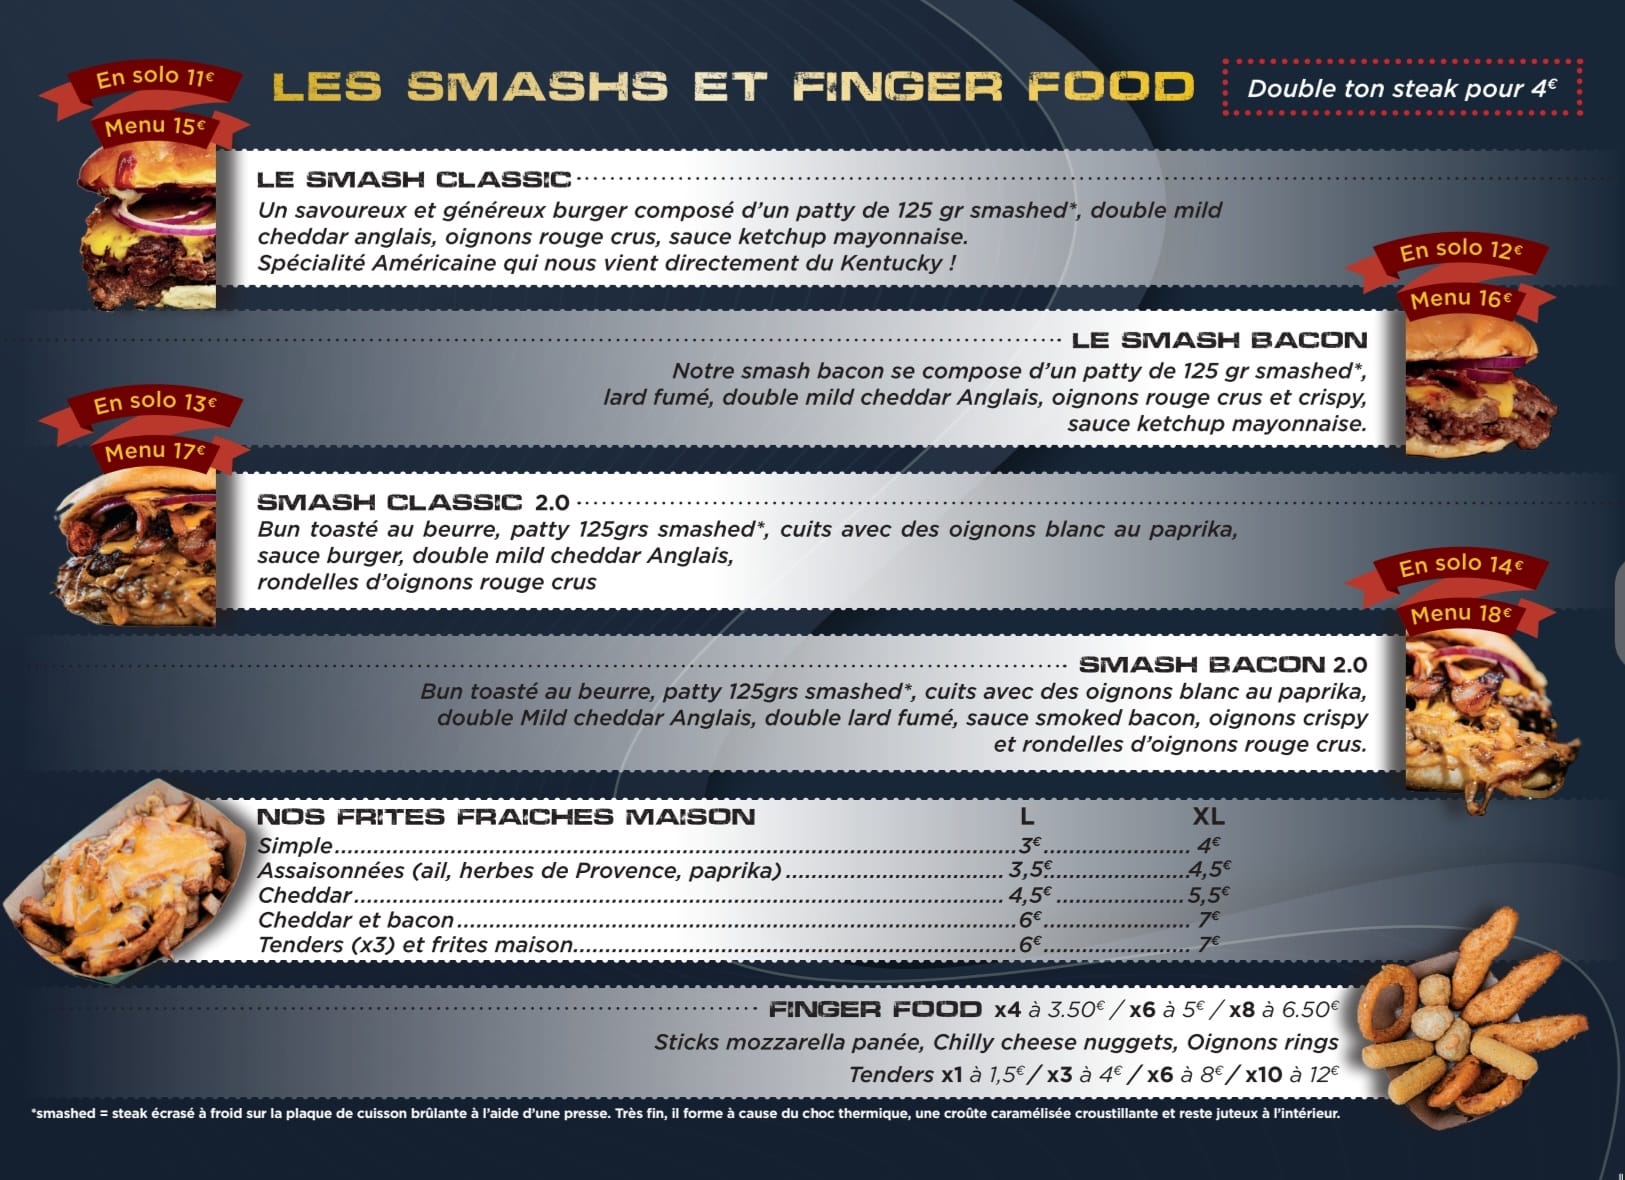 LES SMASHS ET FINGER FOOD
Double ton steak pour 4€
En solo 11€
Menu 15€
LE SMASH CLASSIC
Un savoureux et généreux burger composé d'un patty de 125 gr smashed*, double mild
cheddar anglais, oignons rouge crus, sauce ketchup mayonnaise.
Spécialité Américaine qui nous vient directement du Kentucky !
En solo 12€
Menu 16€
LE SMASH BACON
Notre smash bacon se compose d'un patty de 125 gr smashed*,
lard fumé, double mild cheddar Anglais, oignons rouge crus et crispy,
sauce ketchup mayonnaise.
En solo 13€
Menu 17€
SMASH CLASSIC 2.0
Bun toasté au beurre, patty 125grs smashed*, cuits avec des oignons blanc au paprika,
sauce burger, double mild cheddar Anglais,
rondelles d'oignons rouge crus
En solo 14€
Menu 18€
SMASH BACON 2.0
Bun toasté au beurre, patty 125grs smashed*, cuits avec des oignons blanc au paprika,
double Mild cheddar Anglais, double lard fumé, sauce smoked bacon, oignons crispy
et rondelles d'oignons rouge crus.
NOS FRITES FRAICHES MAISON L XL
Simple 3€ 4€
Assaisonnées (ail, herbes de Provence, paprika) 3,5€ 4,5€
Cheddar 4,5€ 5,5€
Cheddar et bacon 6€ 7€
Tenders (x3) et frites maison 6€ 7€
FINGER FOOD x4 à 3.50€ / x6 à 5€ / x8 à 6.50€
Sticks mozzarella panée, Chilly cheese nuggets, Oignons rings
Tenders x1 à 1,5€ / x3 à 4€ / x6 à 8€ / x10 à 12€
*smashed = steak écrasé à froid sur la plaque de cuisson brûlante à l'aide d'une presse. Très fin, il forme à cause du choc thermique, une croûte caramélisée croustillante et reste juteux à l'intérieur.